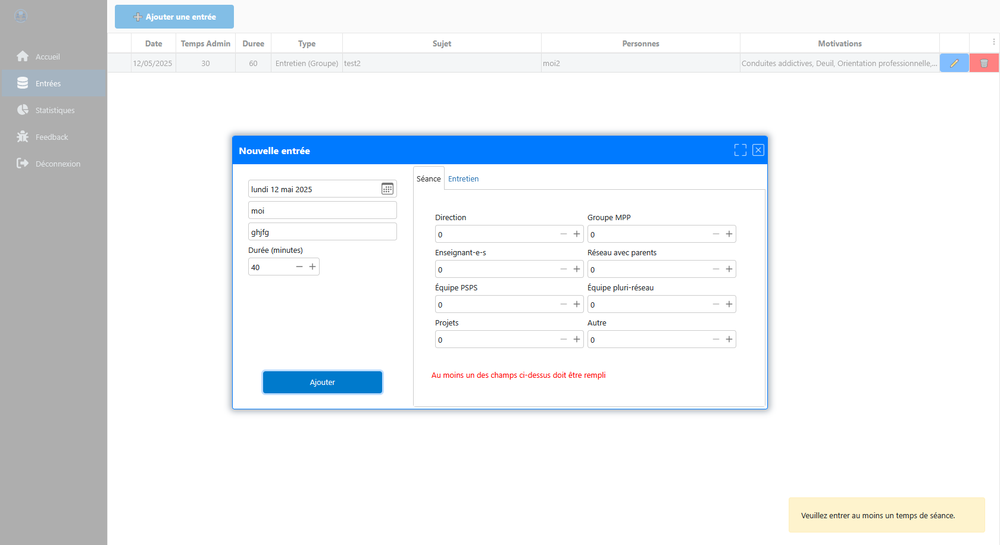 Ajouter une entrée
Accueil
Entrées
Statistiques
Feedback
Déconnexion
Date Temps Admin Duree Type Sujet Personnes Motivations
12/05/2025 30 60 Entretien (Groupe) test2 moi2 Conduites addictives, Deuil, Orientation professionnelle,...
Nouvelle entrée
lundi 12 mai 2025
moi
ghjfg
Durée (minutes)
40
Ajouter
Séance Entretien
Direction Groupe MPP
0 0
Enseignant-e-s Réseau avec parents
0 0
Équipe PSPS Équipe pluri-réseau
0 0
Projets Autre
0 0
Au moins un des champs ci-dessus doit être rempli
Veuillez entrer au moins un temps de séance.